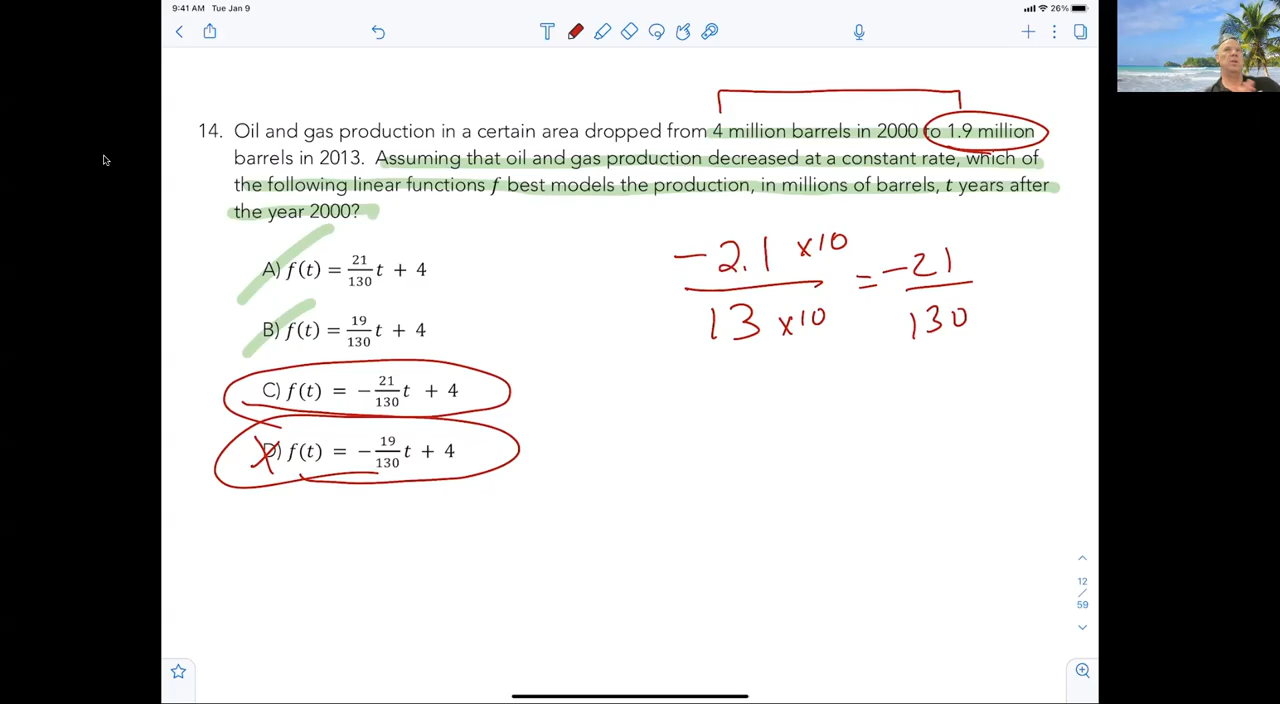 9:41 AM Tue Jan 9
26%
14. Oil and gas production in a certain area dropped from 4 million barrels in 2000 to 1.9 million
barrels in 2013. Assuming that oil and gas production decreased at a constant rate, which of
the following linear functions f best models the production, in millions of barrels, t years after
the year 2000?
A) f(t) = 21/130 t + 4
B) f(t) = 19/130 t + 4
C) f(t) = − 21/130 t + 4
D) f(t) = − 19/130 t + 4
-2.1 x10 / 13 x10 = -21 / 130
12
/
59